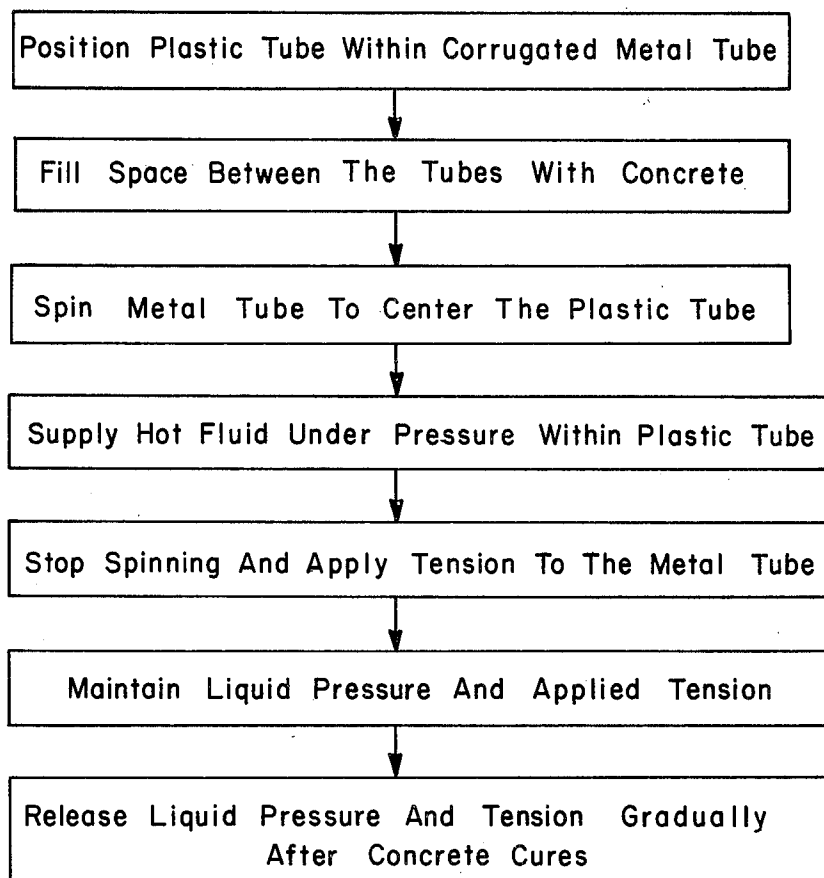 Position Plastic Tube Within Corrugated Metal Tube
Fill Space Between The Tubes With Concrete
Spin Metal Tube To Center The Plastic Tube
Supply Hot Fluid Under Pressure Within Plastic Tube
Stop Spinning And Apply Tension To The Metal Tube
Maintain Liquid Pressure And Applied Tension
Release Liquid Pressure And Tension Gradually
After Concrete Cures